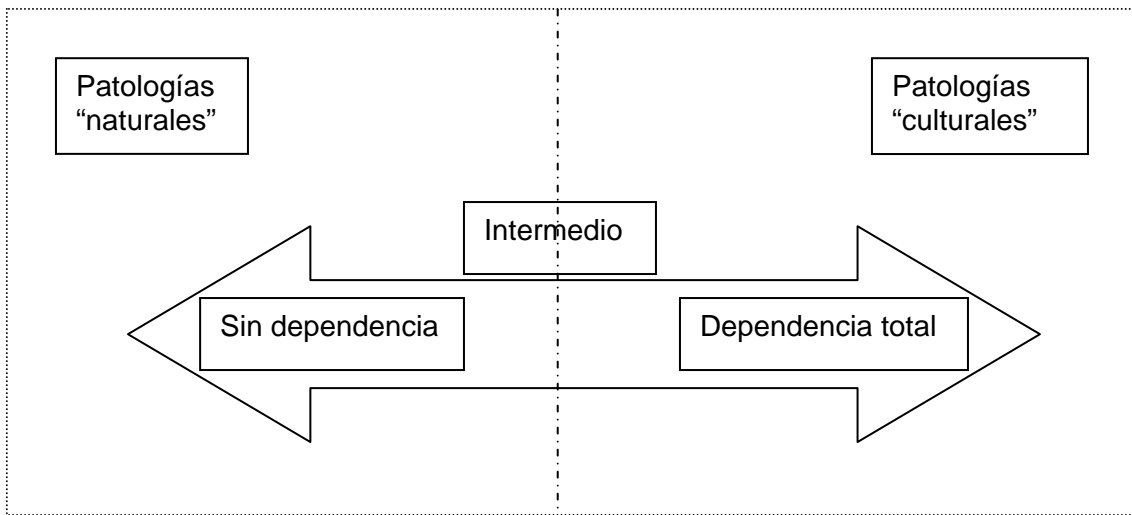 Patologías
“naturales”
Patologías
“culturales”
Intermedio
Sin dependencia
Dependencia total